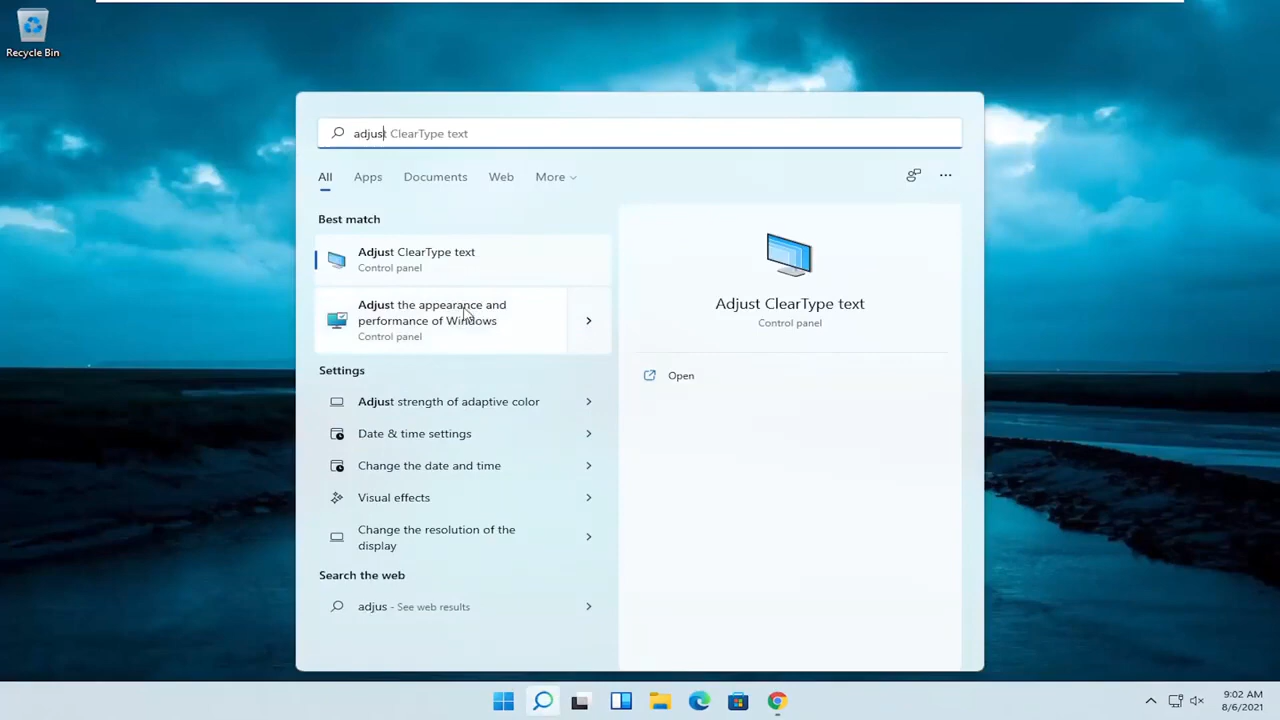 Recycle Bin
adjust ClearType text
All Apps Documents Web More
Best match
Adjust ClearType text
Control panel
Adjust the appearance and
performance of Windows
Control panel
Settings
Adjust strength of adaptive color
Date & time settings
Change the date and time
Visual effects
Change the resolution of the
display
Search the web
adjus - See web results
Adjust ClearType text
Control panel
Open
9:02 AM
8/6/2021